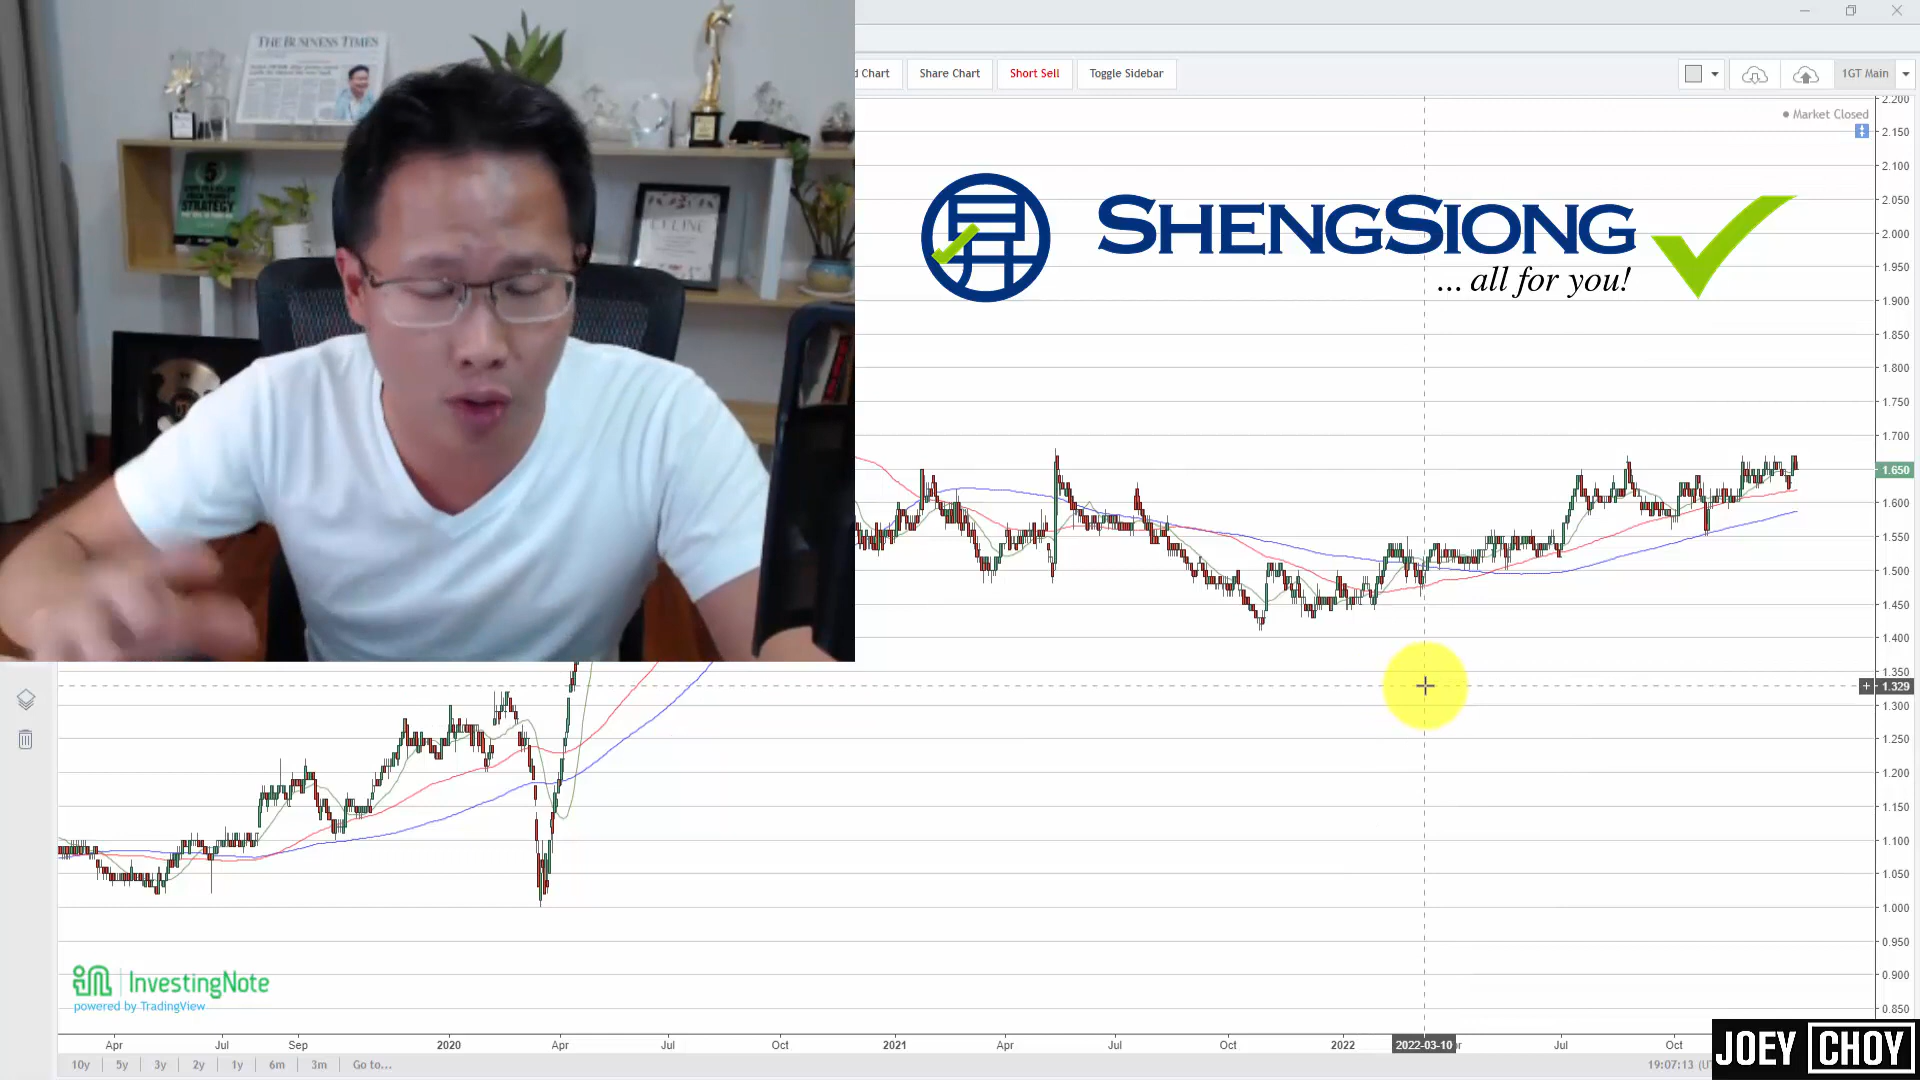 THE BUSINESS TIMES
5
STRATEGY
d Chart
Share Chart
Short Sell
Toggle Sidebar
1GT Main
Market Closed
昇
SHENGSIONG
... all for you!
2.200
2.150
2.100
2.050
2.000
1.950
1.900
1.850
1.800
1.750
1.700
1.650
1.600
1.550
1.500
1.450
1.400
1.350
+ 1.329
1.300
1.250
1.200
1.150
1.100
1.050
1.000
0.950
0.900
0.850
InvestingNote
powered by TradingView
Apr
Jul
Sep
2020
Apr
Jul
Oct
2021
Apr
Jul
Oct
2022
2022-03-10
Jul
Oct
10y
5y
3y
2y
1y
6m
3m
Go to...
19:07:13 (U
JOEY CHOY